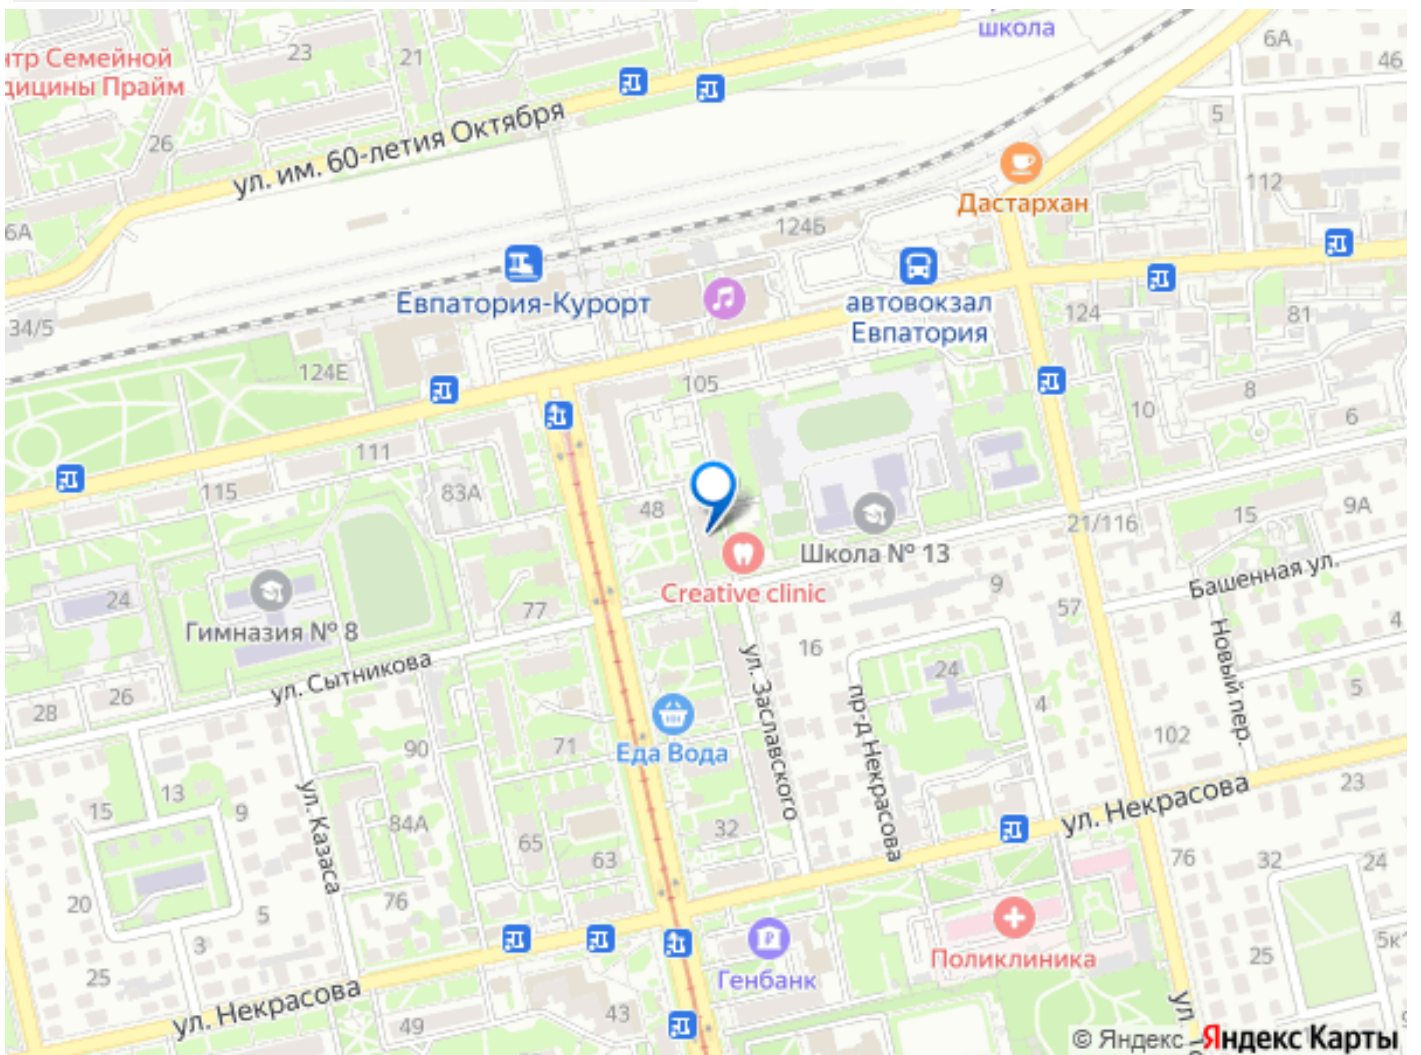 школа
6А
нтр Семейной
дицины Прайм
23
21
46
26
ул. им. 60-летия Октября
5
Дастархан
112
6А
124Б
Евпатория-Курорт
автовокзал
Евпатория
34/5
124
81
124Е
105
8
10
6
111
115
83А
48
21/116
15
9А
Школа № 13
Creative clinic
9
Башенная ул.
24
Гимназия № 8
77
57
4
16
ул. Сытникова
ул. Заславского
Новый пер.
28
26
24
пр-д Некрасова
4
5
90
71
Еда Вода
102
15
13
9
ул. Казаса
84А
65
63
32
ул. Некрасова
23
76
32
24
20
5
76
3
25
Поликлиника
Генбанк
25
5к1
ул. Некрасова
49
43
ул.
© Яндекс
Яндекс Карты